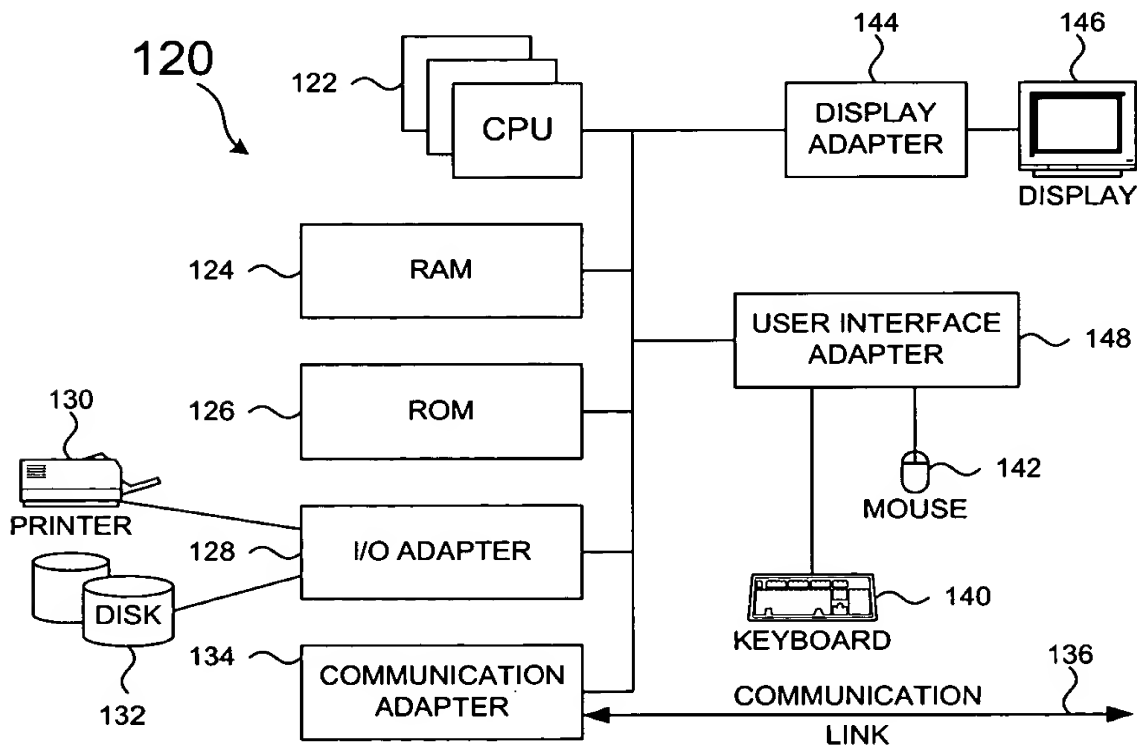 120
122
CPU
144
DISPLAY
ADAPTER
146
DISPLAY
124
RAM
USER INTERFACE
ADAPTER
148
126
ROM
130
PRINTER
142
MOUSE
128
I/O ADAPTER
DISK
132
140
KEYBOARD
134
COMMUNICATION
ADAPTER
COMMUNICATION
LINK
136